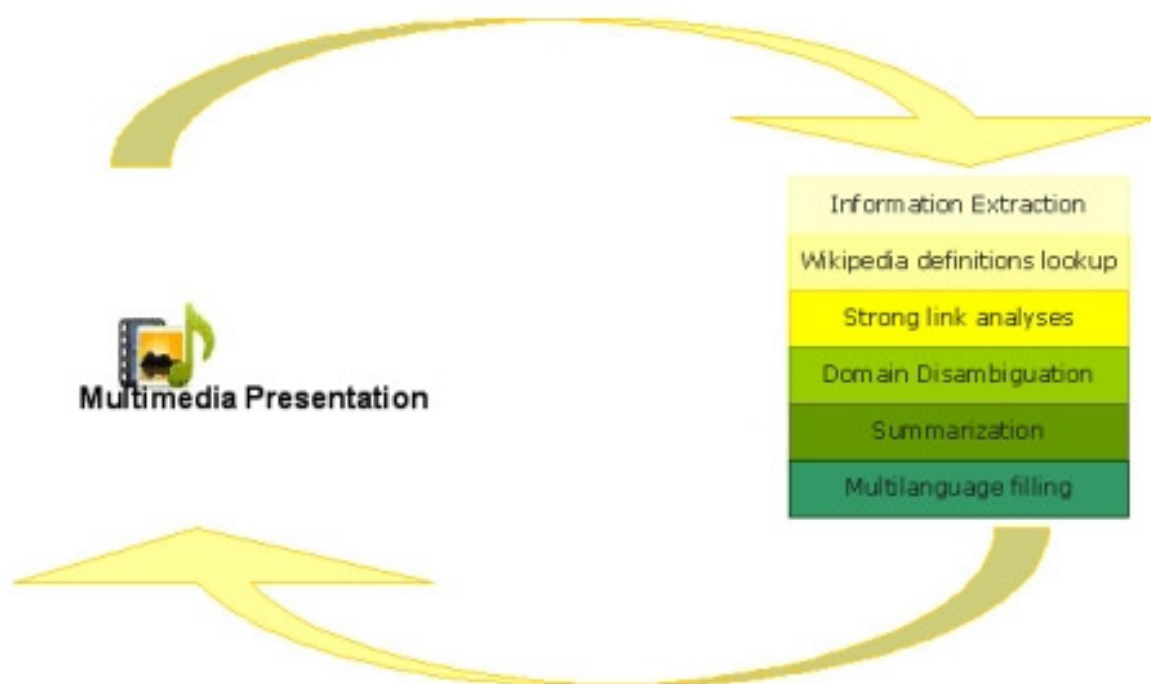 Information Extraction
Wikipedia definitions lookup
Strong link analyses
Domain Disambiguation
Summarization
Multilanguage filling
Multimedia Presentation